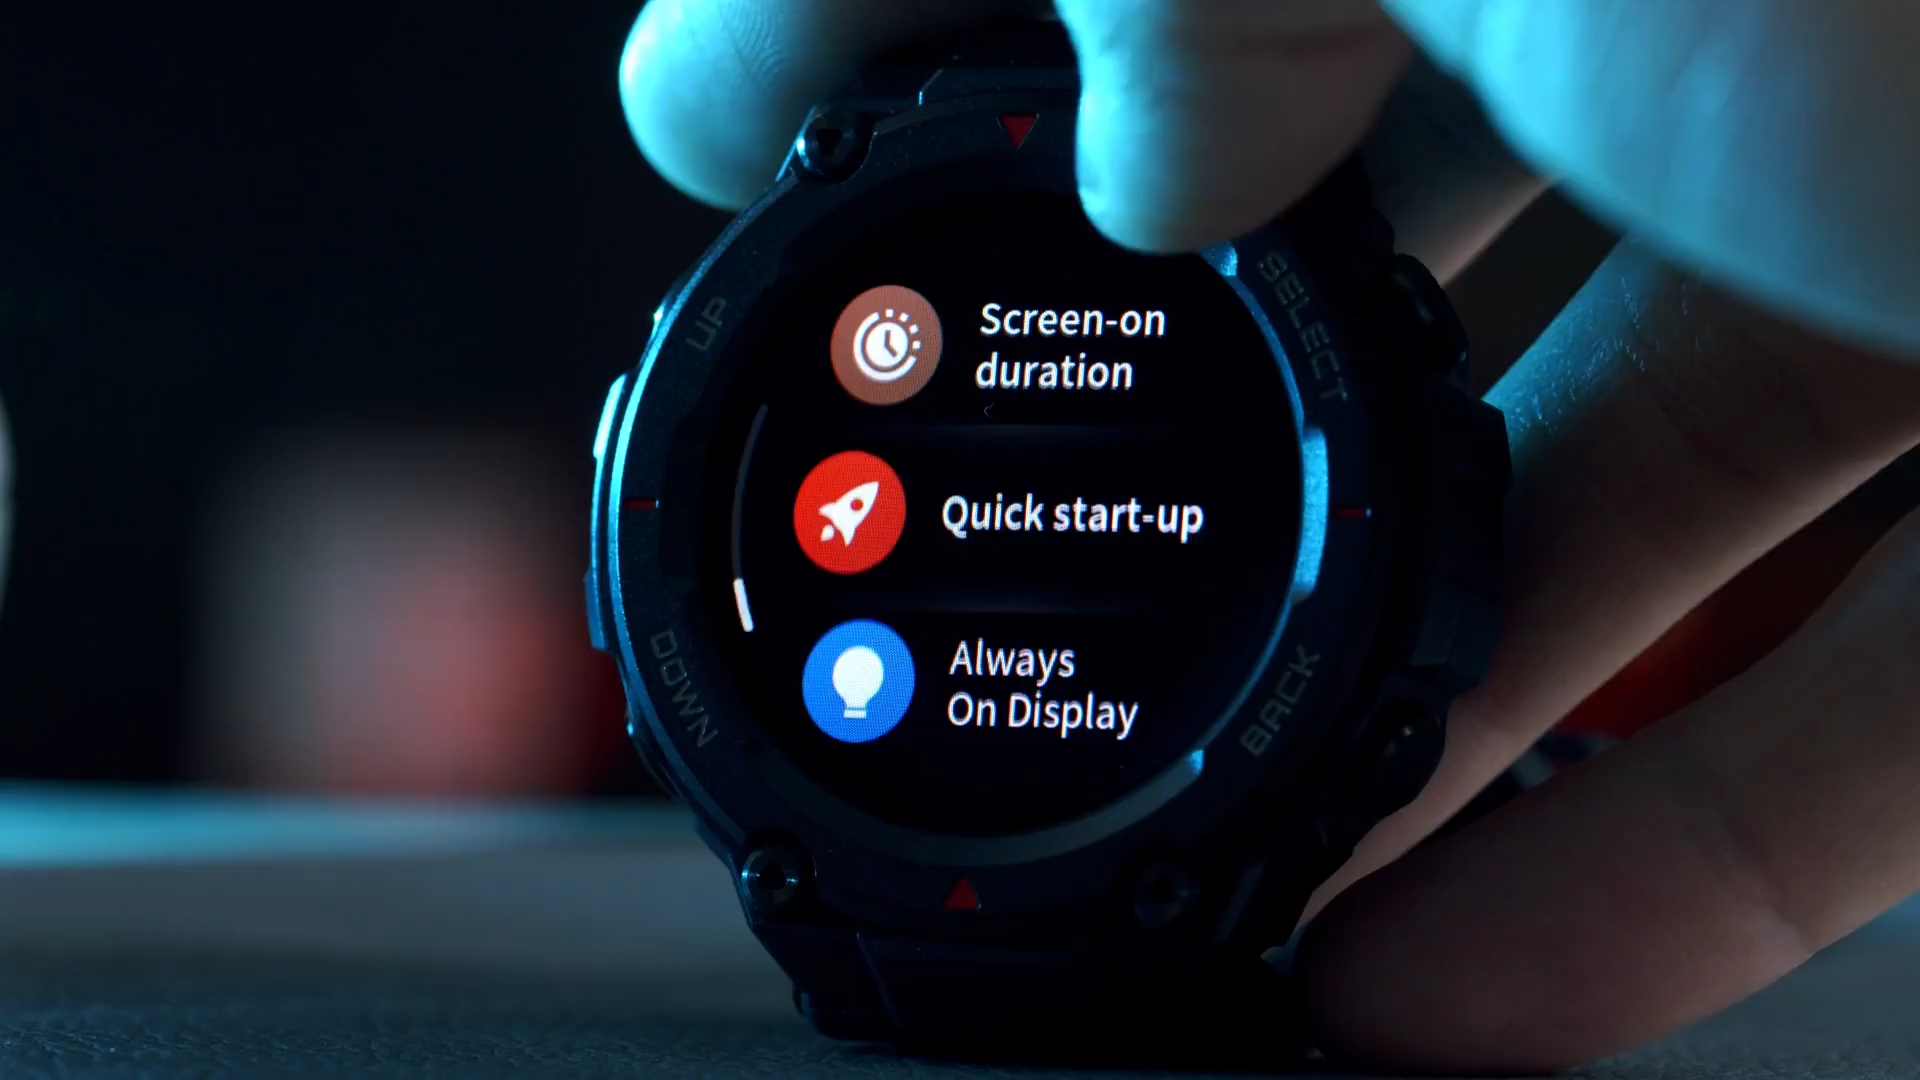 UP
SELECT
Screen-on
duration
Quick start-up
Always
On Display
DOWN
BACK